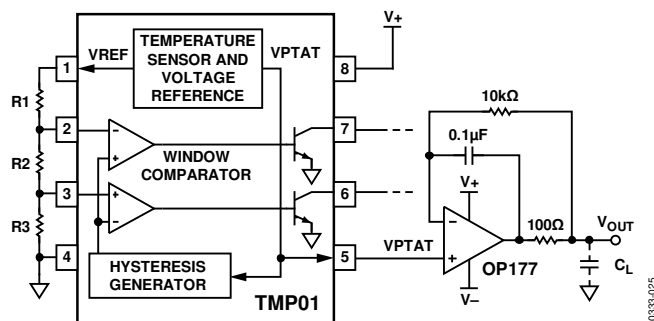 V+
TEMPERATURE
SENSOR AND
VOLTAGE
REFERENCE
VREF
VPTAT
1
8
R1
2
7
10kΩ
0.1µF
–
+
WINDOW
COMPARATOR
R2
3
6
+
–
V+
R3
4
5
VPTAT
–
+
100Ω
VOUT
OP177
CL
V–
HYSTERESIS
GENERATOR
TMP01
00333-025